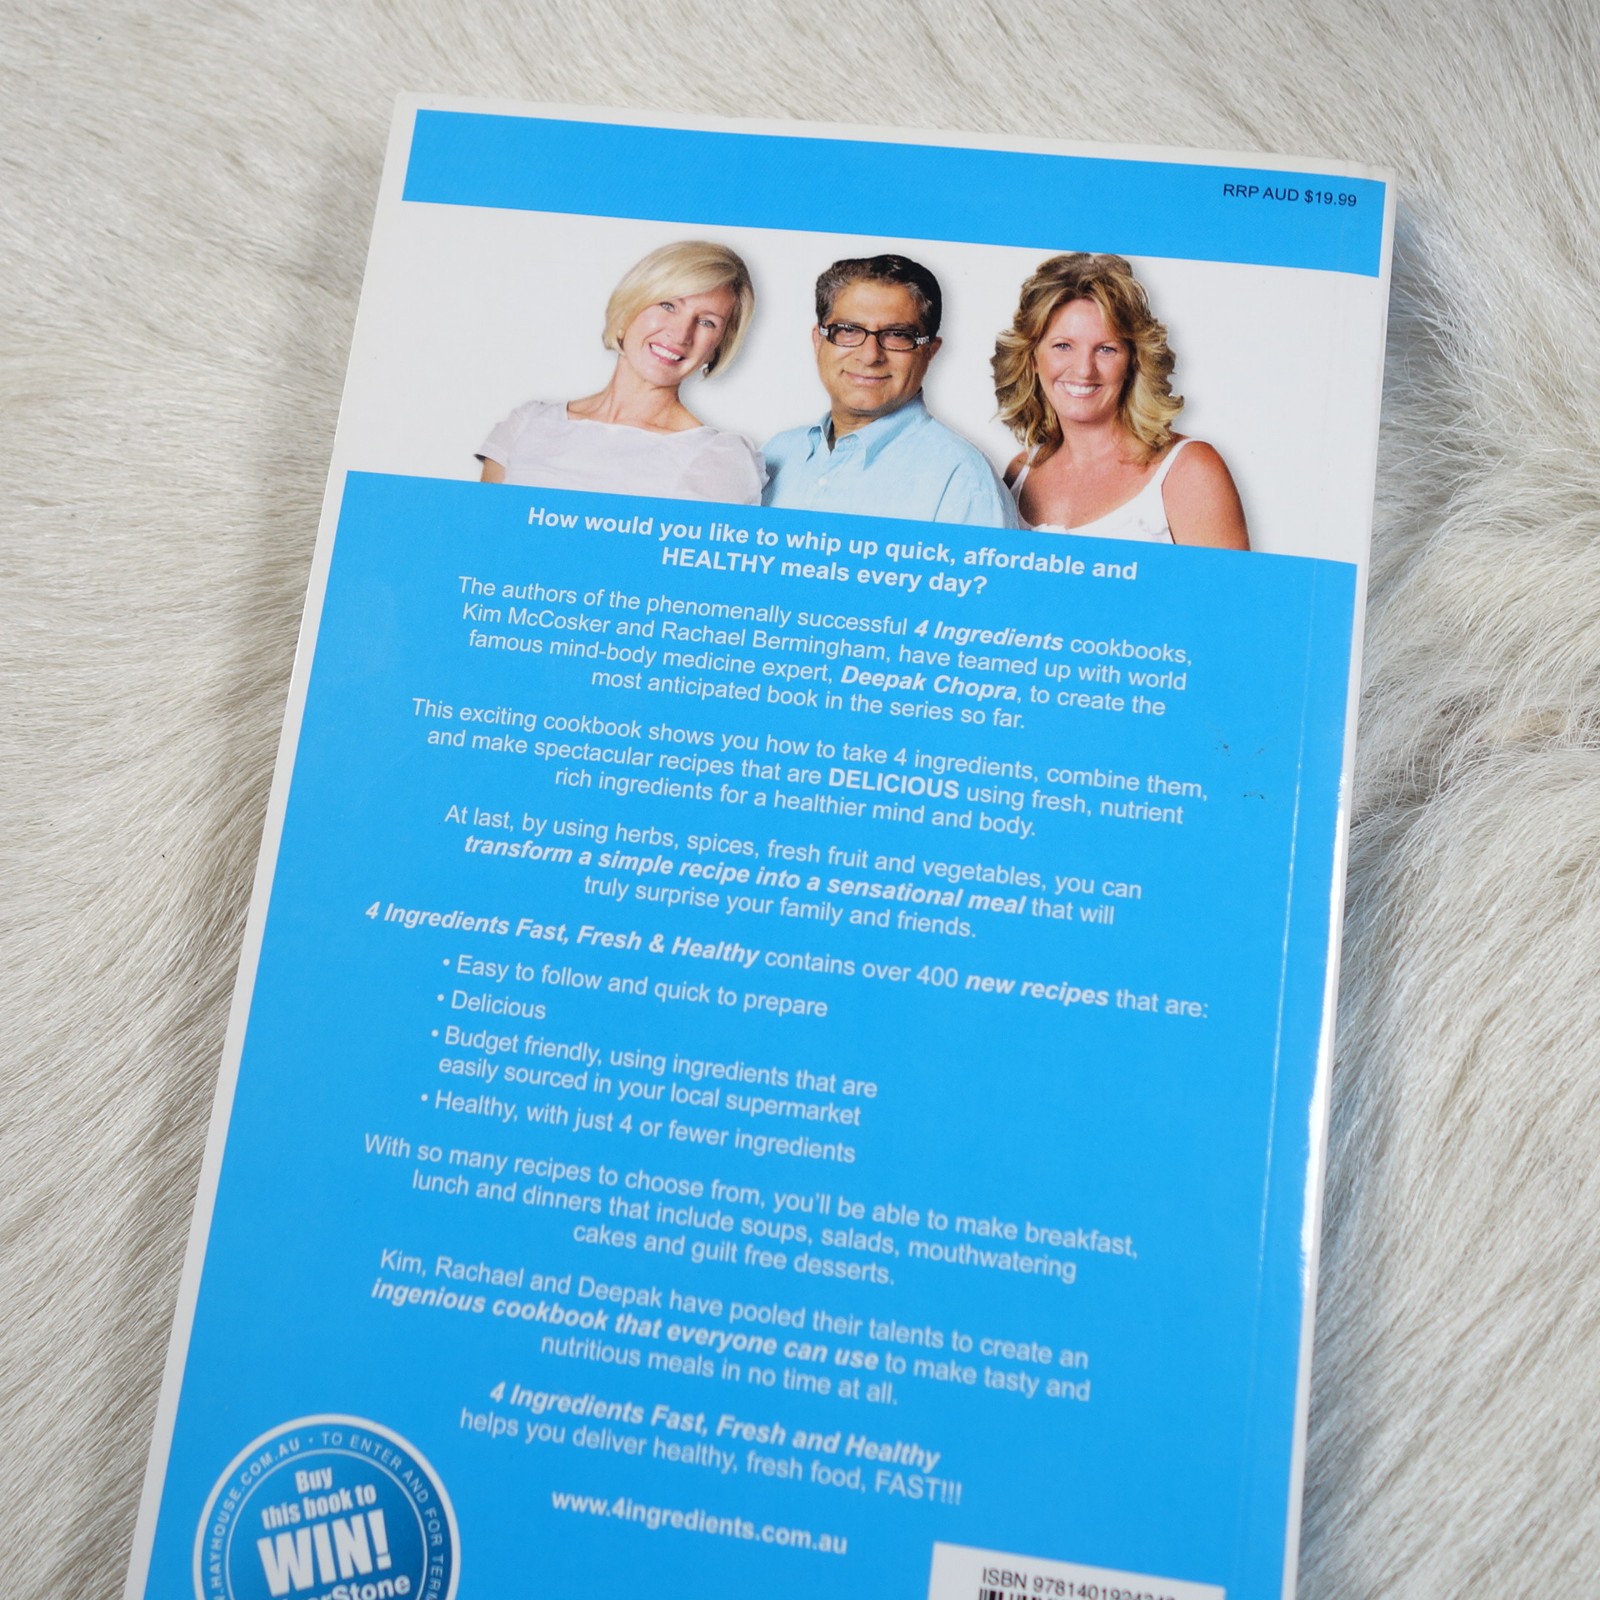 RRP AUD $19.99
How would you like to whip up quick, affordable and
HEALTHY meals every day?
The authors of the phenomenally successful 4 Ingredients cookbooks,
Kim McCosker and Rachael Bermingham, have teamed up with world
famous mind-body medicine expert, Deepak Chopra, to create the
most anticipated book in the series so far.
This exciting cookbook shows you how to take 4 ingredients, combine them,
and make spectacular recipes that are DELICIOUS using fresh, nutrient
rich ingredients for a healthier mind and body.
At last, by using herbs, spices, fresh fruit and vegetables, you can
transform a simple recipe into a sensational meal that will
truly surprise your family and friends.
4 Ingredients Fast, Fresh & Healthy contains over 400 new recipes that are:
• Easy to follow and quick to prepare
• Delicious
• Budget friendly, using ingredients that are
easily sourced in your local supermarket
• Healthy, with just 4 or fewer ingredients
With so many recipes to choose from, you'll be able to make breakfast,
lunch and dinners that include soups, salads, mouthwatering
cakes and guilt free desserts.
Kim, Rachael and Deepak have pooled their talents to create an
ingenious cookbook that everyone can use to make tasty and
nutritious meals in no time at all.
4 Ingredients Fast, Fresh and Healthy
helps you deliver healthy, fresh food, FAST!!!
www.4ingredients.com.au
.HAYHOUSE.COM.AU • TO ENTER AND FOR
Buy
this book to
WIN!
ISBN